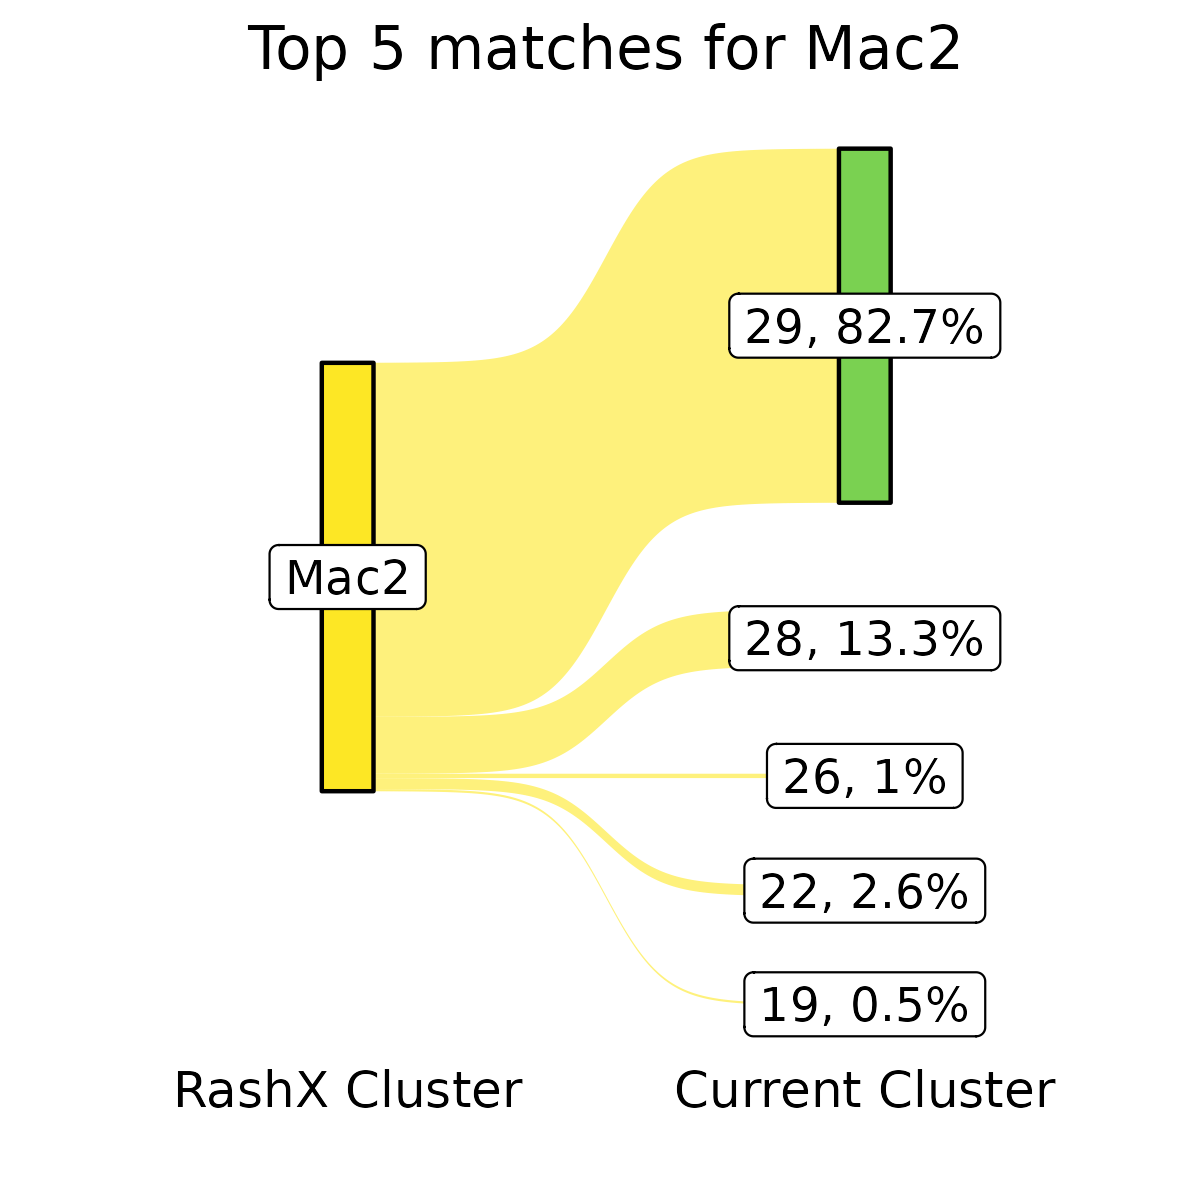 Top 5 matches for Mac2
29, 82.7%
Mac2
28, 13.3%
26, 1%
22, 2.6%
19, 0.5%
RashX Cluster
Current Cluster